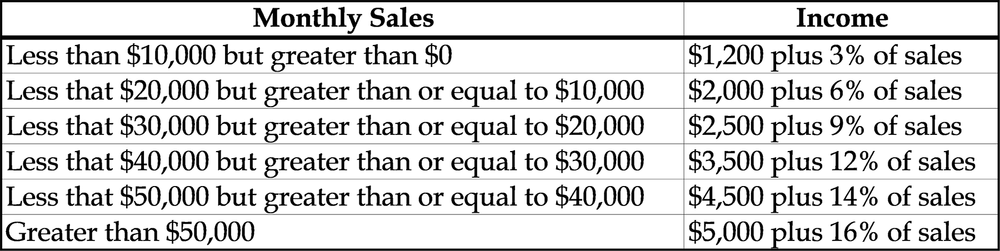 Monthly Sales Income
Less than $10,000 but greater than $0 $1,200 plus 3% of sales
Less that $20,000 but greater than or equal to $10,000 $2,000 plus 6% of sales
Less that $30,000 but greater than or equal to $20,000 $2,500 plus 9% of sales
Less that $40,000 but greater than or equal to $30,000 $3,500 plus 12% of sales
Less that $50,000 but greater than or equal to $40,000 $4,500 plus 14% of sales
Greater than $50,000 $5,000 plus 16% of sales